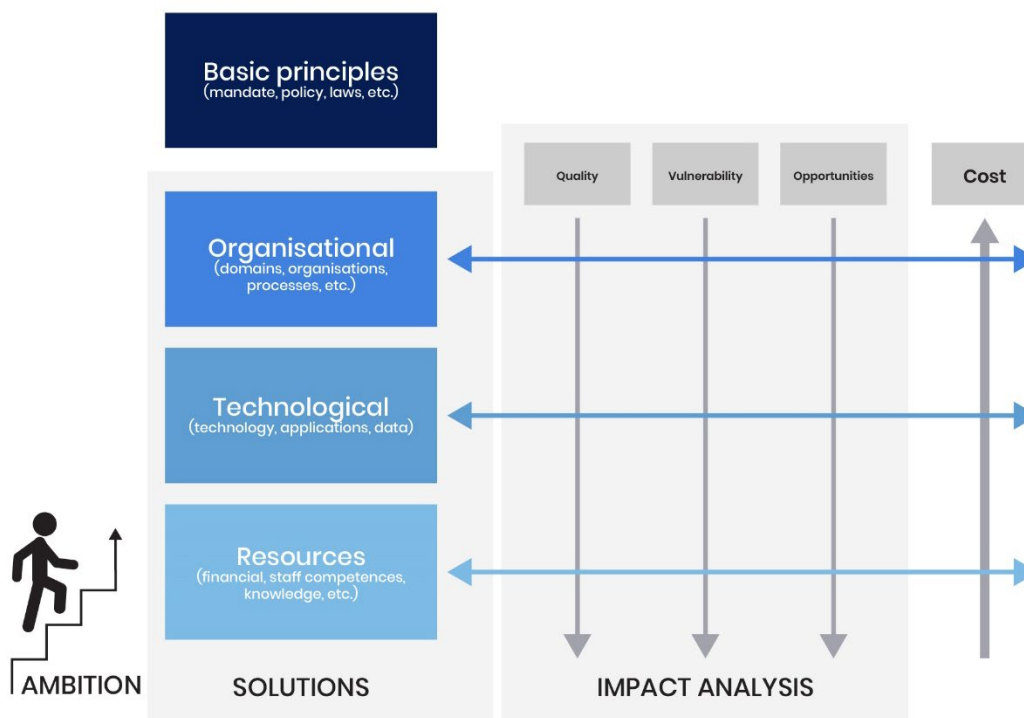 Basic principles
(mandate, policy, laws, etc.)
Quality
Vulnerability
Opportunities
Cost
Organisational
(domains, organisations,
processes, etc.)
Technological
(technology, applications, data)
Resources
(financial, staff competences,
knowledge, etc.)
AMBITION
SOLUTIONS
IMPACT ANALYSIS